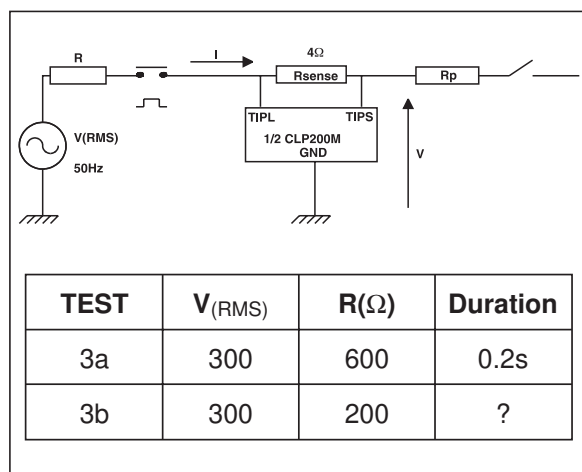 R
I
4Ω
Rsense
Rp
TIPL TIPS
1/2 CLP200M
GND
V(RMS)
50Hz
V
TEST V(RMS) R(Ω) Duration
3a 300 600 0.2s
3b 300 200 ?